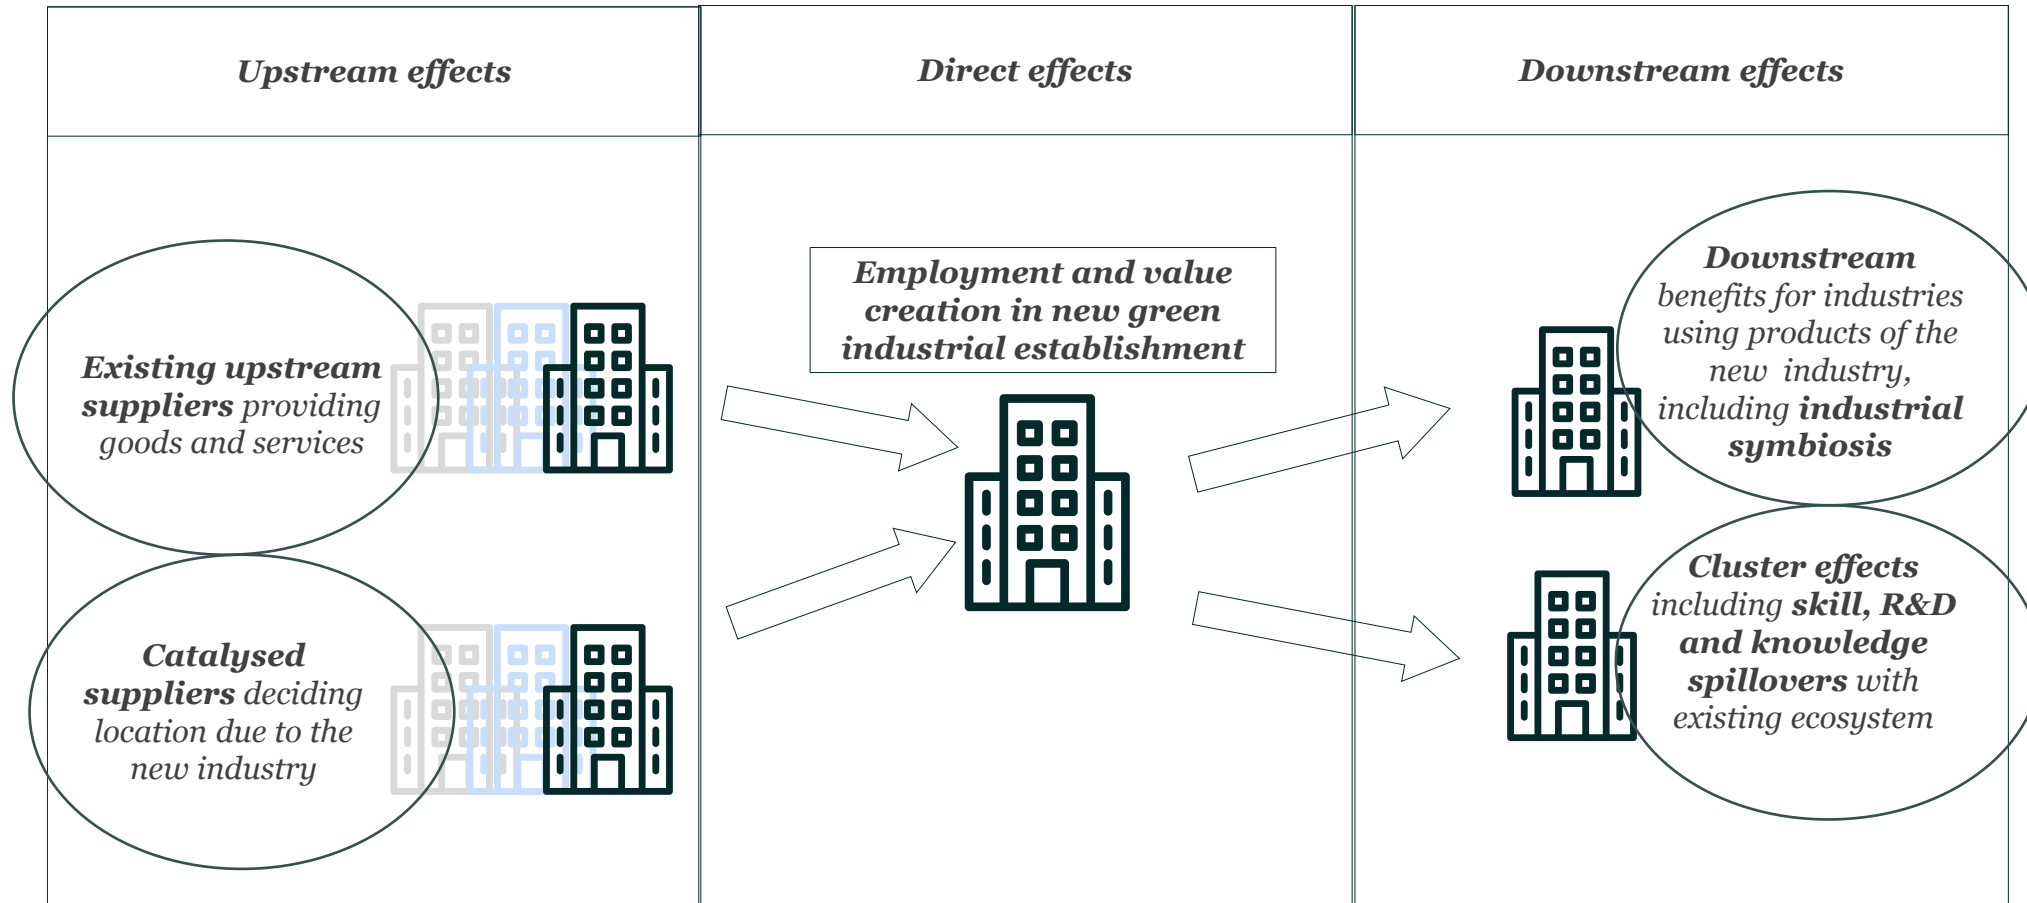 Upstream effects
Direct effects
Downstream effects
Existing upstream
suppliers providing
goods and services
Catalysed
suppliers deciding
location due to the
new industry
Employment and value
creation in new green
industrial establishment
Downstream
benefits for industries
using products of the
new industry,
including industrial
symbiosis
Cluster effects
including skill, R&D
and knowledge
spillovers with
existing ecosystem